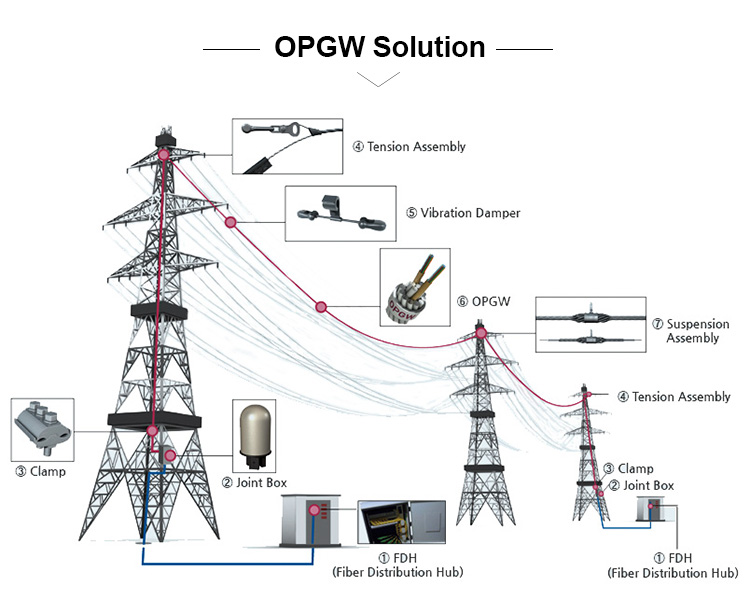 OPGW Solution
④ Tension Assembly
⑤ Vibration Damper
OPGW
⑥ OPGW
⑦ Suspension
Assembly
④ Tension Assembly
③ Clamp
② Joint Box
③ Clamp
② Joint Box
① FDH
(Fiber Distribution Hub)
① FDH
(Fiber Distribution Hub)